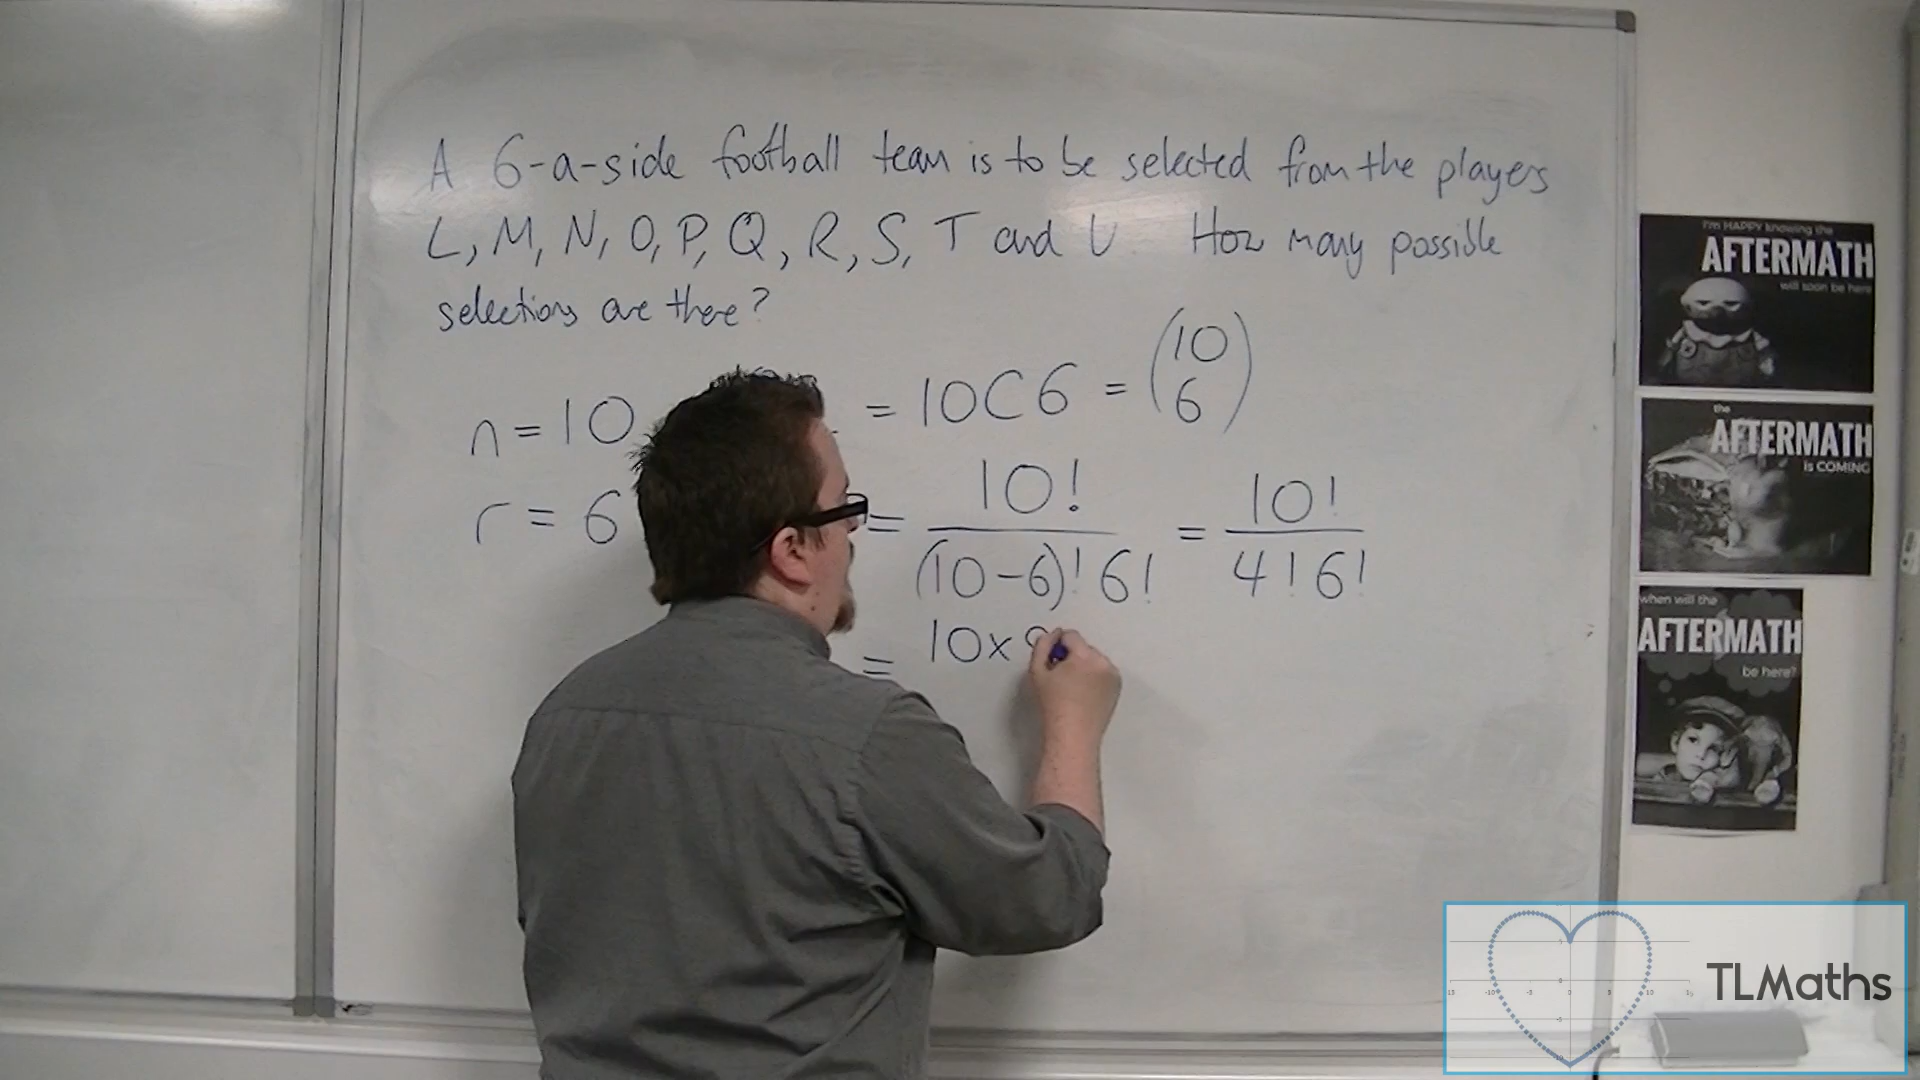 A 6-a-side football team is to be selected from the players
L, M, N, O, P, Q, R, S, T and U. How many possible
selections are there?
n = 10, = 10C6 = (10 6)
r = 6 = 10! / (10-6)! 6! = 10! / 4! 6!
= 10 x
I'm HAPPY knowing the
AFTERMATH
will soon be here
the
AFTERMATH
is COMING
when will the
AFTERMATH
be here?
TLMaths